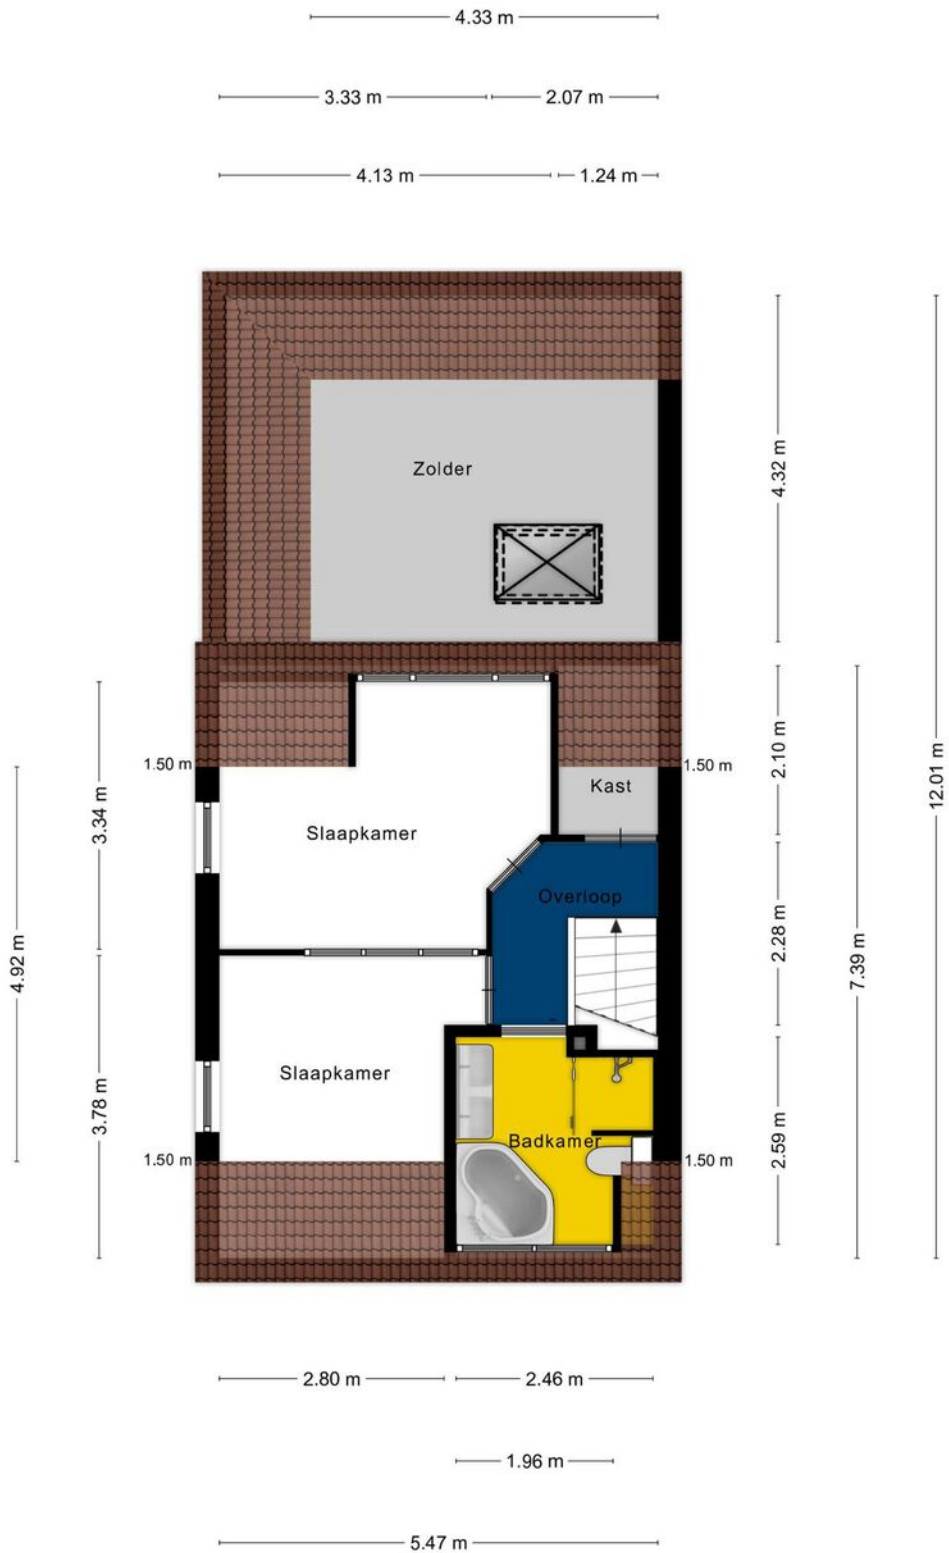 4.33 m
3.33 m
2.07 m
4.13 m
1.24 m
Zolder
4.32 m
12.01 m
1.50 m
1.50 m
2.10 m
Kast
3.34 m
Slaapkamer
Overloop
2.28 m
4.92 m
7.39 m
Slaapkamer
3.78 m
Badkamer
2.59 m
1.50 m
1.50 m
2.80 m
2.46 m
1.96 m
5.47 m